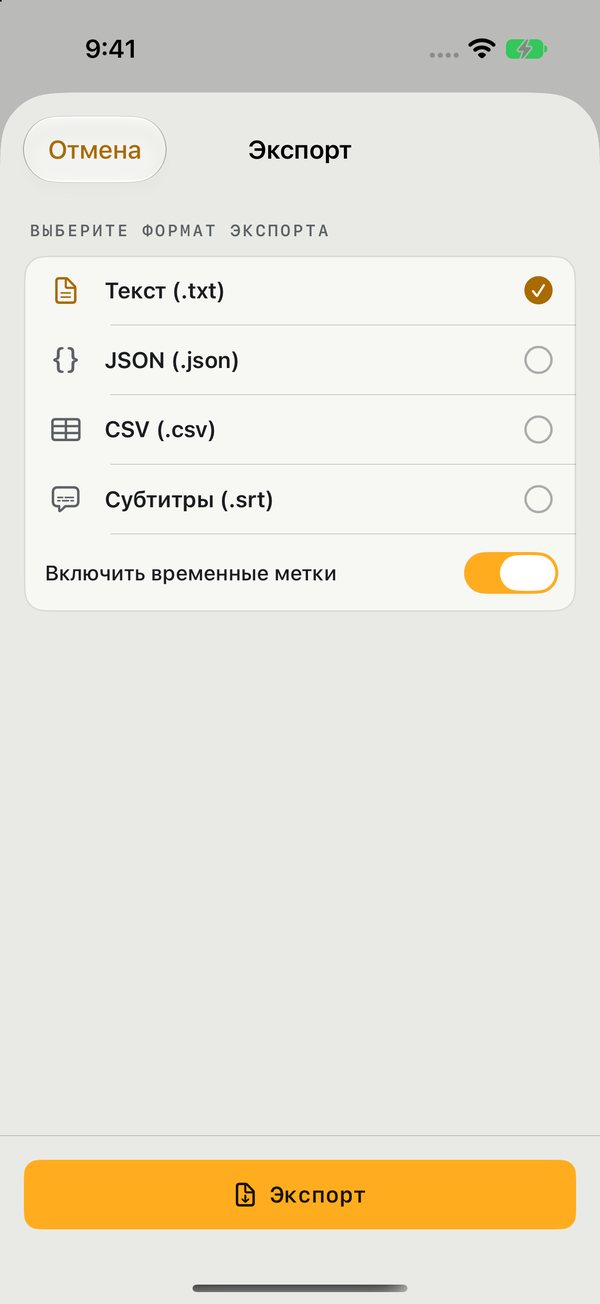 9:41
Отмена
Экспорт
ВЫБЕРИТЕ ФОРМАТ ЭКСПОРТА
Текст (.txt)
{} JSON (.json)
CSV (.csv)
Субтитры (.srt)
Включить временные метки
Экспорт